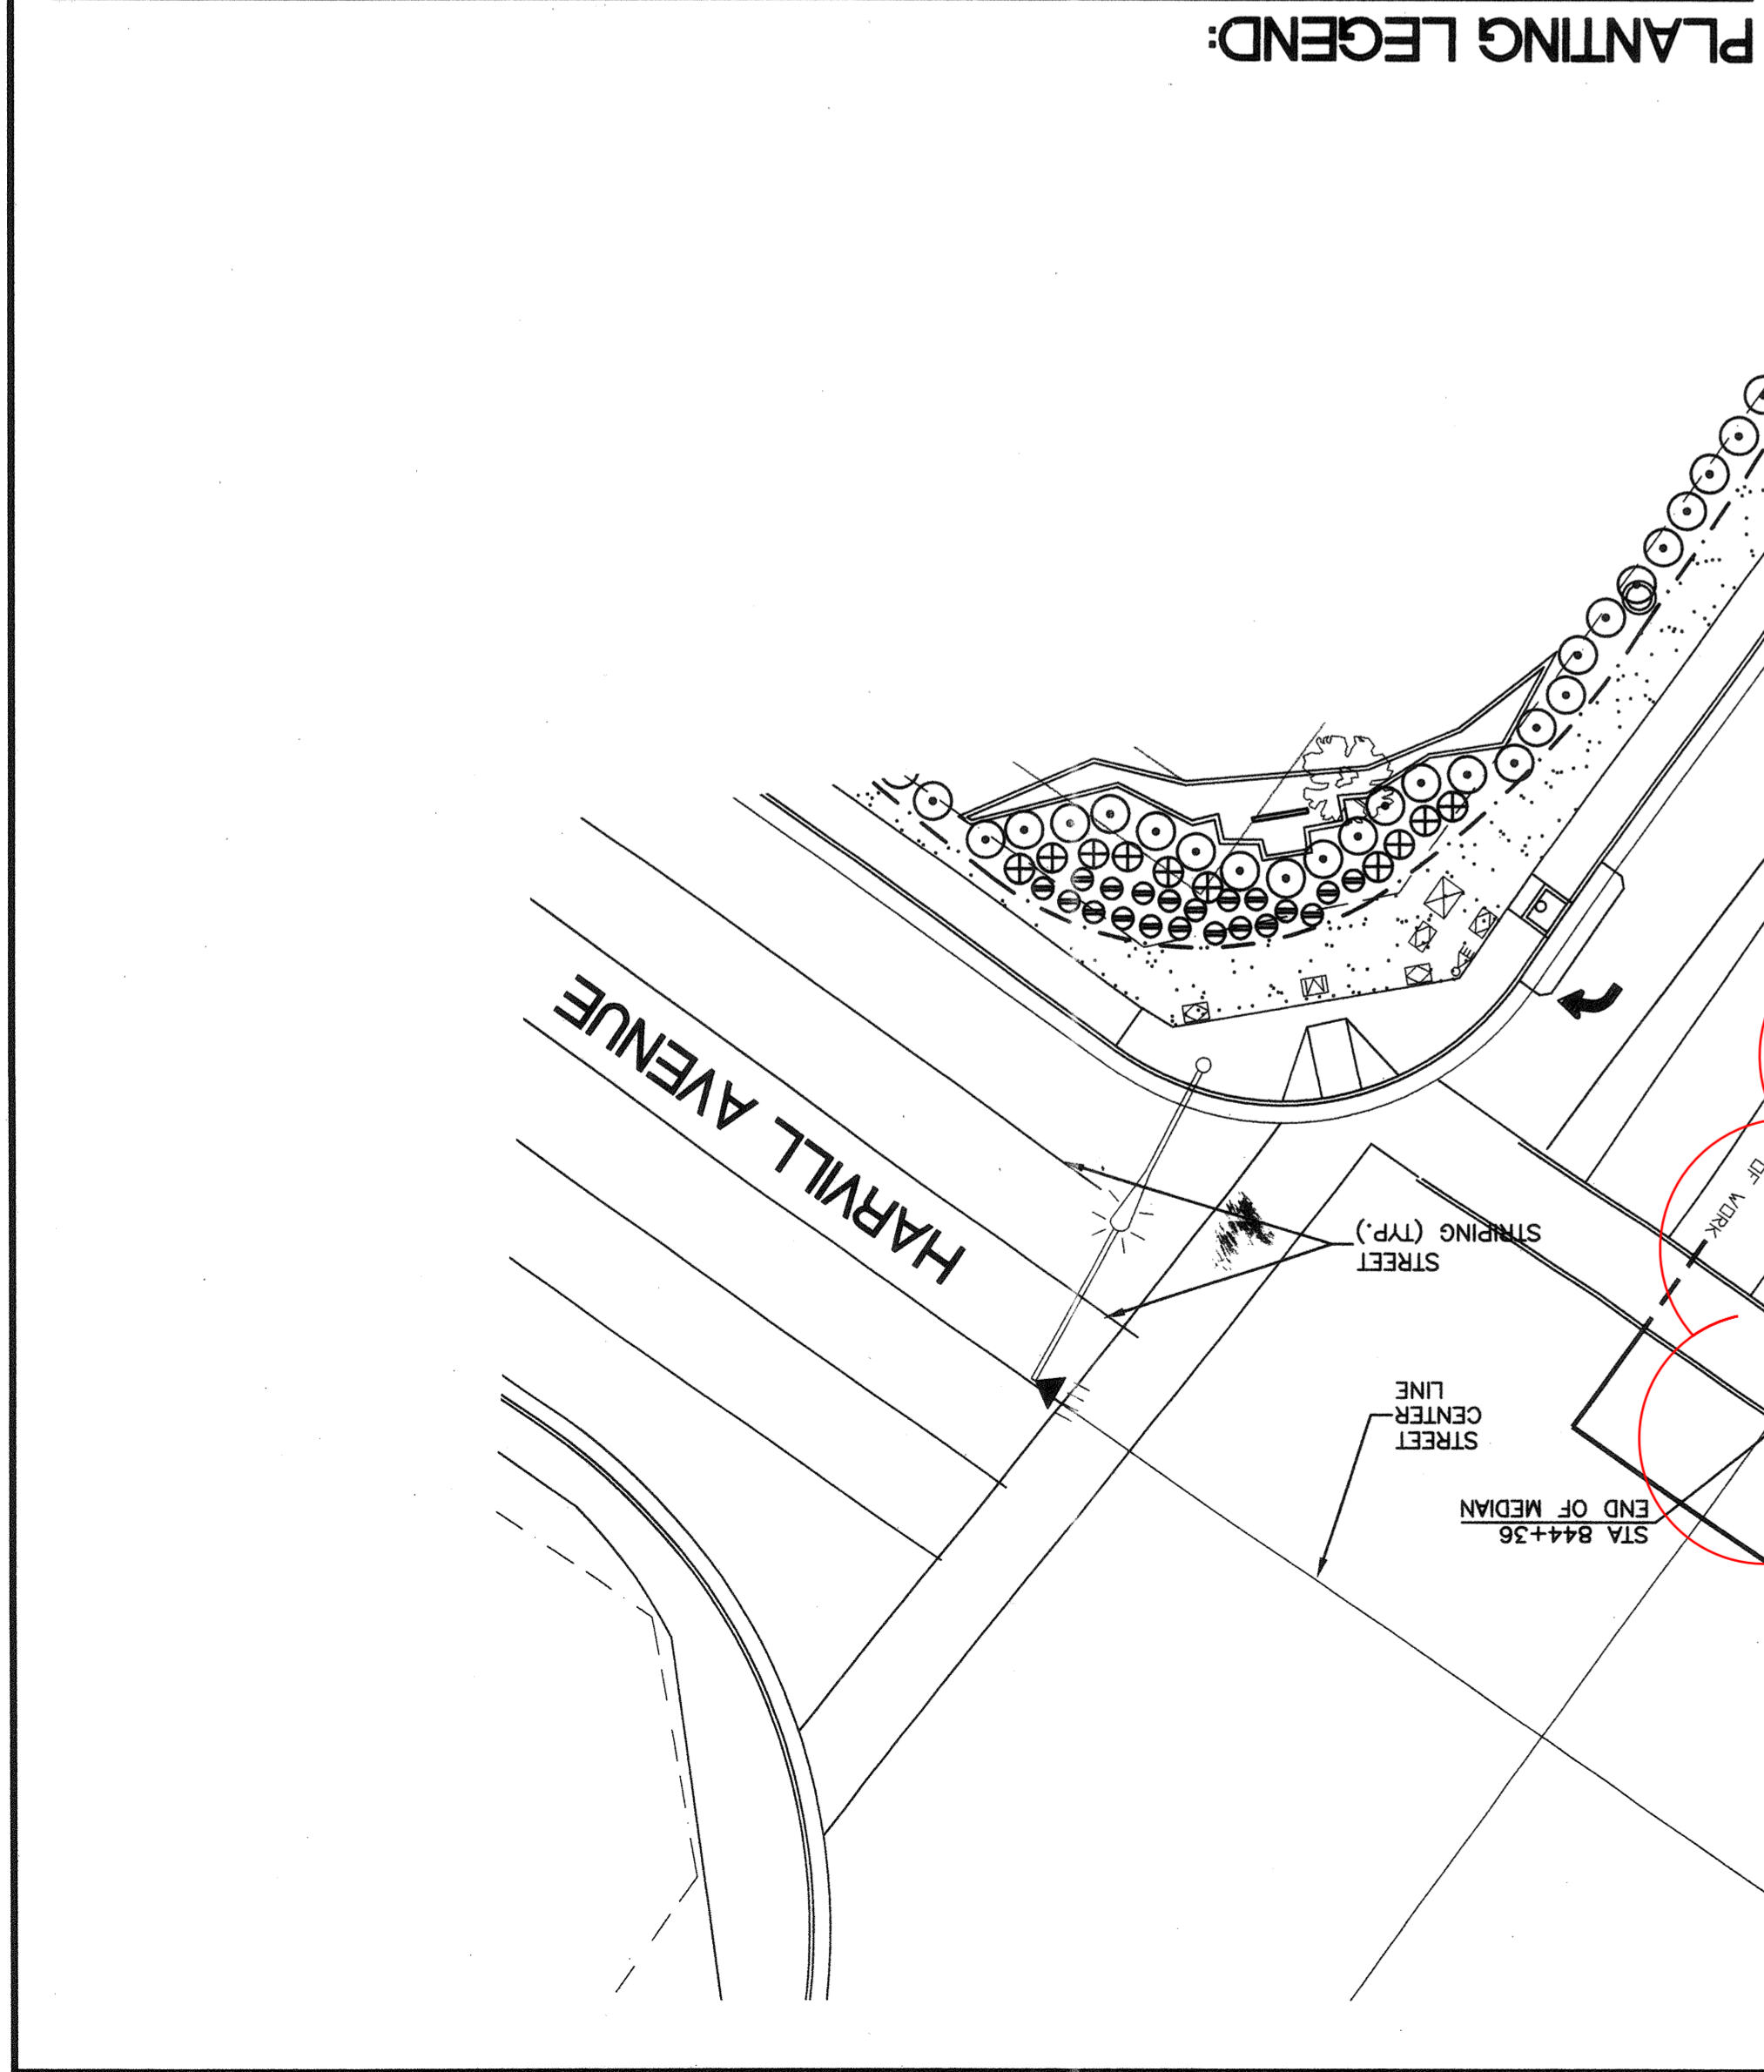 STA 844+36
END OF MEDIAN
STREET
CENTER
LINE
STREET
STRIPING (TYP.)
OF WORK
HARVILL AVENUE
PLANTING LEGEND: